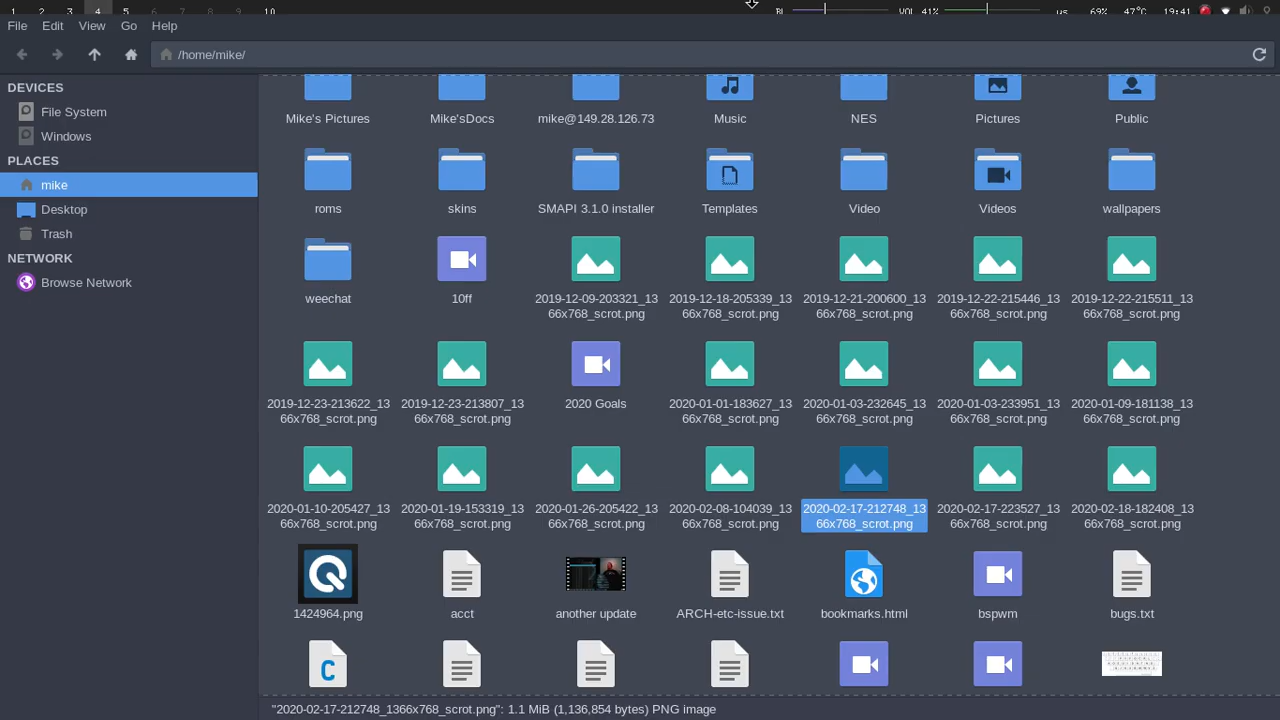 10 8↓ 41% ↓ 69% 47°C 19:41
File Edit View Go Help
/home/mike/
DEVICES
File System
Windows
PLACES
mike
Desktop
Trash
NETWORK
Browse Network
Mike's Pictures Mike'sDocs mike@149.28.126.73 Music NES Pictures Public
roms skins SMAPI 3.1.0 installer Templates Video Videos wallpapers
weechat 10ff 2019-12-09-203321_13 2019-12-18-205339_13 2019-12-21-200600_13 2019-12-22-215446_13 2019-12-22-215511_13
66x768_scrot.png 66x768_scrot.png 66x768_scrot.png 66x768_scrot.png 66x768_scrot.png
2019-12-23-213622_13 2019-12-23-213807_13 2020 Goals 2020-01-01-183627_13 2020-01-03-232645_13 2020-01-03-233951_13 2020-01-09-181138_13
66x768_scrot.png 66x768_scrot.png 66x768_scrot.png 66x768_scrot.png 66x768_scrot.png 66x768_scrot.png
2020-01-10-205427_13 2020-01-19-153319_13 2020-01-26-205422_13 2020-02-08-104039_13 2020-02-17-212748_13 2020-02-17-223527_13 2020-02-18-182408_13
66x768_scrot.png 66x768_scrot.png 66x768_scrot.png 66x768_scrot.png 66x768_scrot.png 66x768_scrot.png 66x768_scrot.png
1424964.png acct another update ARCH-etc-issue.txt bookmarks.html bspwm bugs.txt
C
"2020-02-17-212748_1366x768_scrot.png": 1.1 MiB (1,136,854 bytes) PNG image